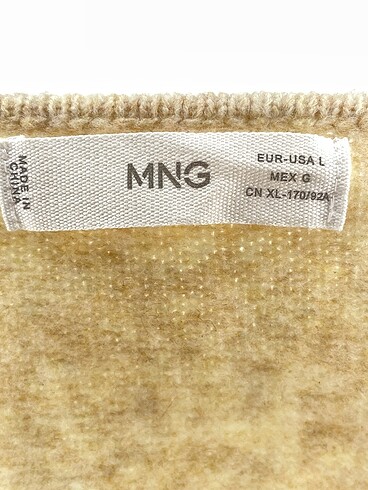 MADE IN
CHINA
MNG
EUR-USA L
MEX G
CN XL-170/92A